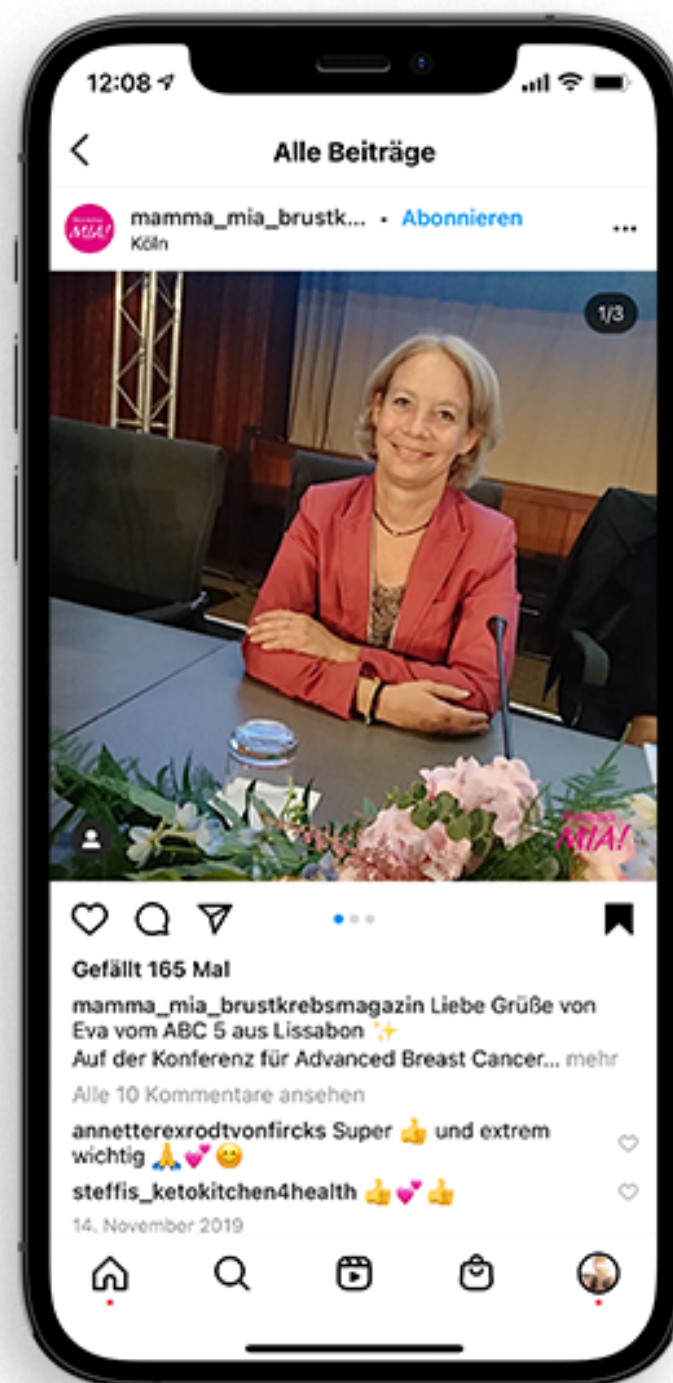 12:08
Alle Beiträge
MIA!
mamma_mia_brustk... • Abonnieren
Köln
1/3
MIA!
Gefällt 165 Mal
mamma_mia_brustkrebsmagazin Liebe Grüße von
Eva vom ABC 5 aus Lissabon ✨
Auf der Konferenz für Advanced Breast Cancer... mehr
Alle 10 Kommentare ansehen
annetterexrodtvonfircks Super 👍 und extrem
wichtig 🙏💕😊
steffis_ketokitchen4health 👍💕👍
14. November 2019